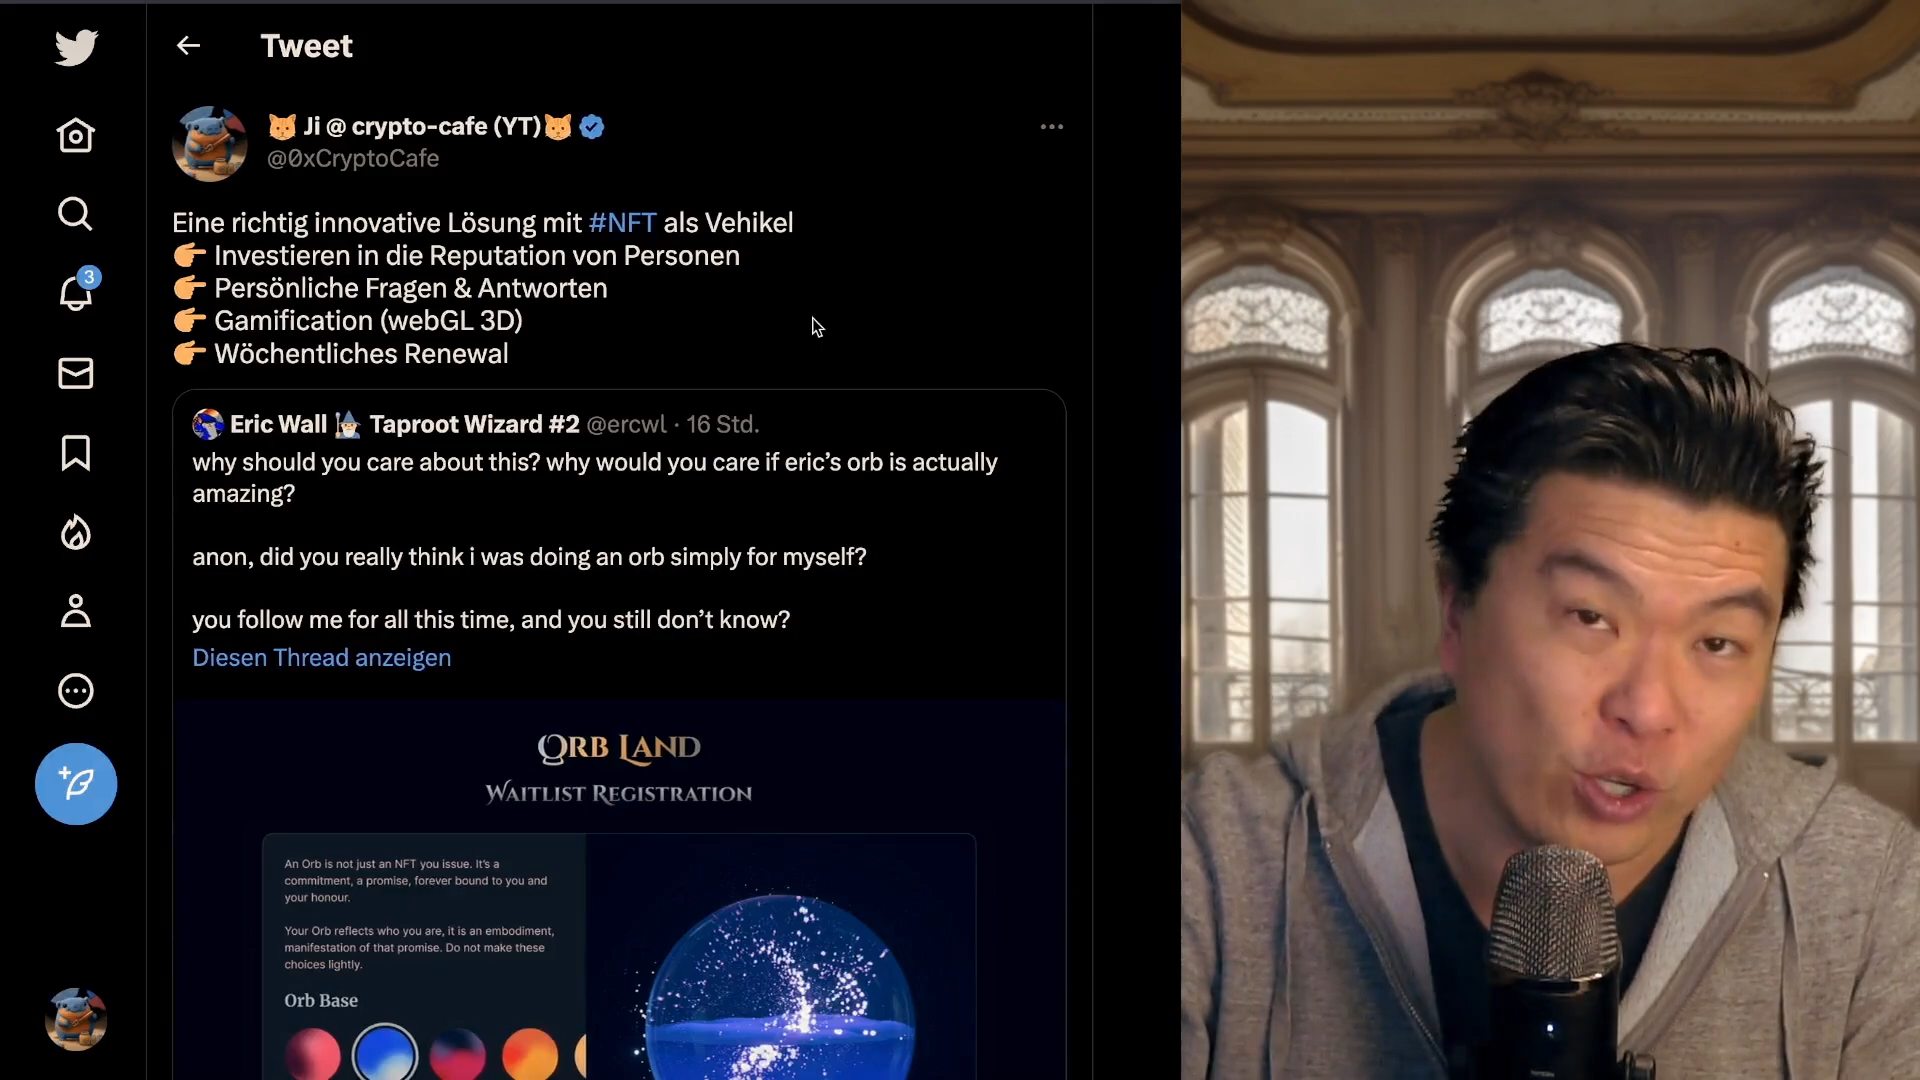 Tweet
Ji @ crypto-cafe (YT)
@0xCryptoCafe
Eine richtig innovative Lösung mit #NFT als Vehikel
👉 Investieren in die Reputation von Personen
👉 Persönliche Fragen & Antworten
👉 Gamification (webGL 3D)
👉 Wöchentliches Renewal
3
Eric Wall 🧙 Taproot Wizard #2 @ercwl · 16 Std.
why should you care about this? why would you care if eric’s orb is actually
amazing?
anon, did you really think i was doing an orb simply for myself?
you follow me for all this time, and you still don’t know?
Diesen Thread anzeigen
ORB LAND
WAITLIST REGISTRATION
An Orb is not just an NFT you issue. It's a
commitment, a promise, forever bound to you and
your honour.
Your Orb reflects who you are, it is an embodiment,
manifestation of that promise. Do not make these
choices lightly.
Orb Base